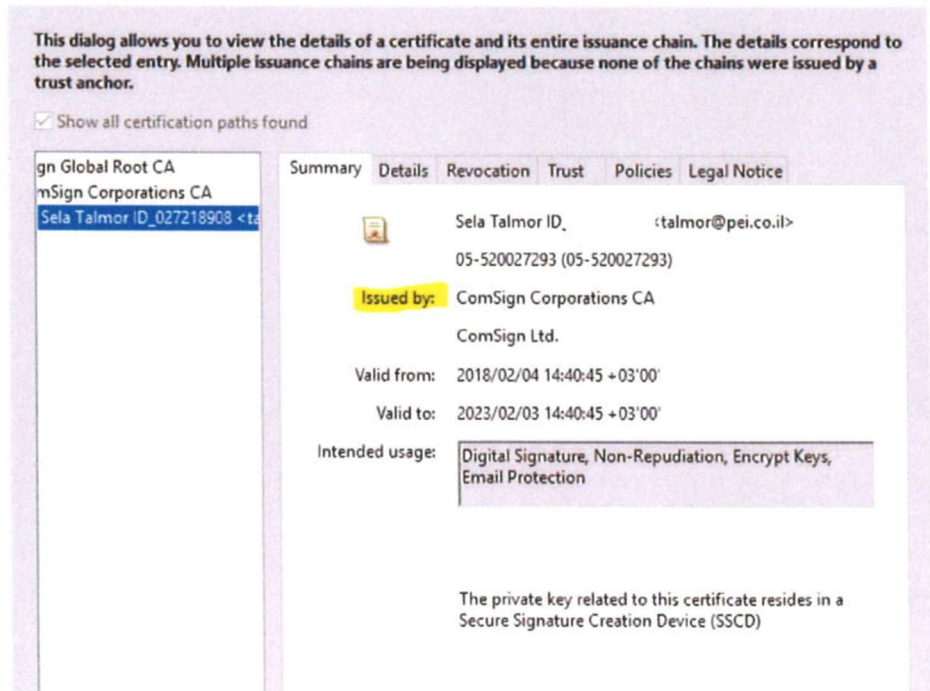 This dialog allows you to view the details of a certificate and its entire issuance chain. The details correspond to
the selected entry. Multiple issuance chains are being displayed because none of the chains were issued by a
trust anchor.
Show all certification paths found
gn Global Root CA
mSign Corporations CA
Sela Talmor ID_027218908 <ta
Summary Details Revocation Trust Policies Legal Notice
Sela Talmor ID_ <talmor@pei.co.il>
05-520027293 (05-520027293)
Issued by: ComSign Corporations CA
ComSign Ltd.
Valid from: 2018/02/04 14:40:45 +03'00'
Valid to: 2023/02/03 14:40:45 +03'00'
Intended usage: Digital Signature, Non-Repudiation, Encrypt Keys,
Email Protection
The private key related to this certificate resides in a
Secure Signature Creation Device (SSCD)